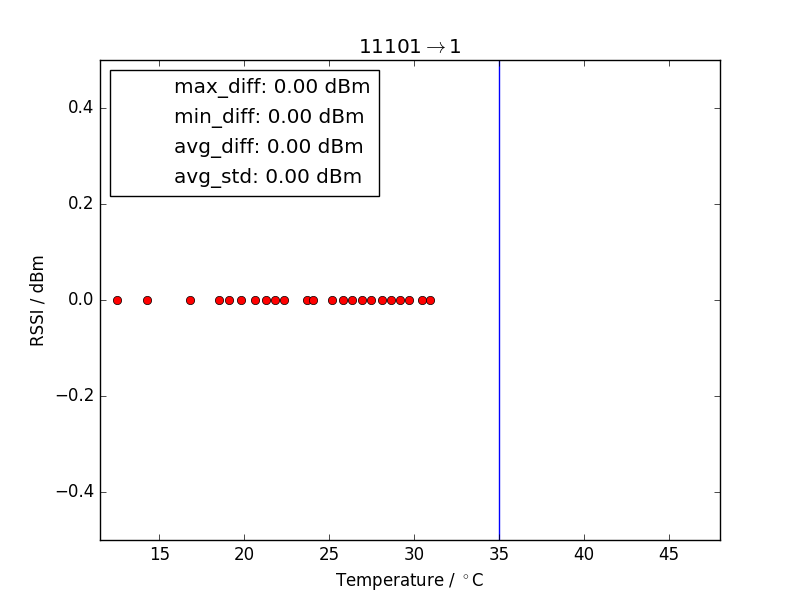 11101→1
max_diff: 0.00 dBm
min_diff: 0.00 dBm
avg_diff: 0.00 dBm
avg_std: 0.00 dBm
RSSI / dBm
0.4
0.2
0.0
−0.2
−0.4
15 20 25 30 35 40 45
Temperature / °C